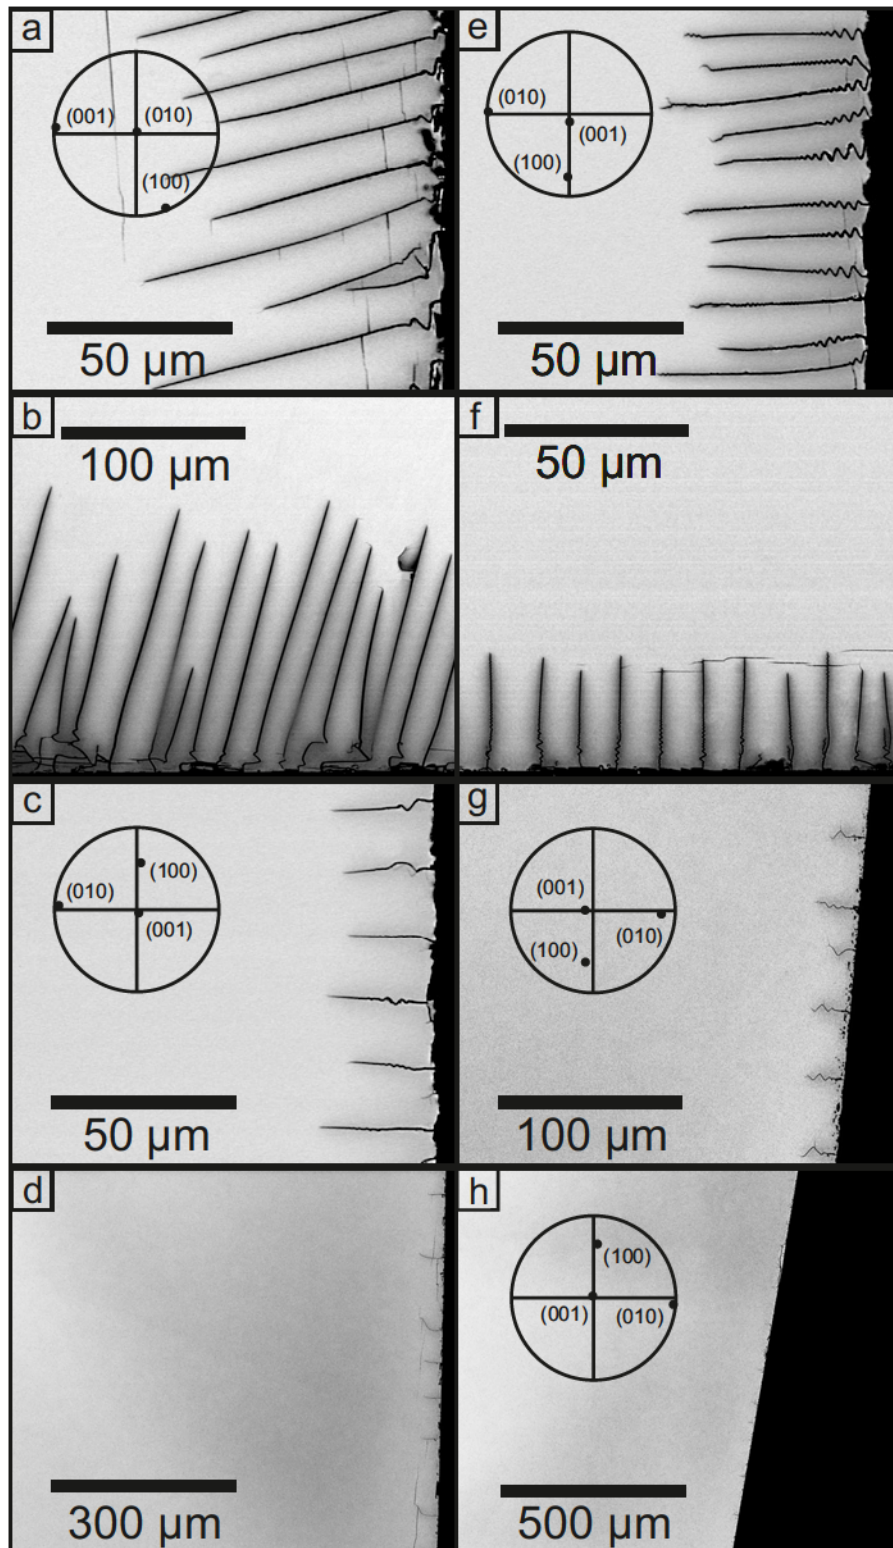 a
(001)
(010)
(100)
50 µm
b
100 µm
c
(100)
(010)
(001)
50 µm
d
300 µm
e
(010)
(001)
(100)
50 µm
f
50 µm
g
(001)
(010)
(100)
100 µm
h
(100)
(001)
(010)
500 µm